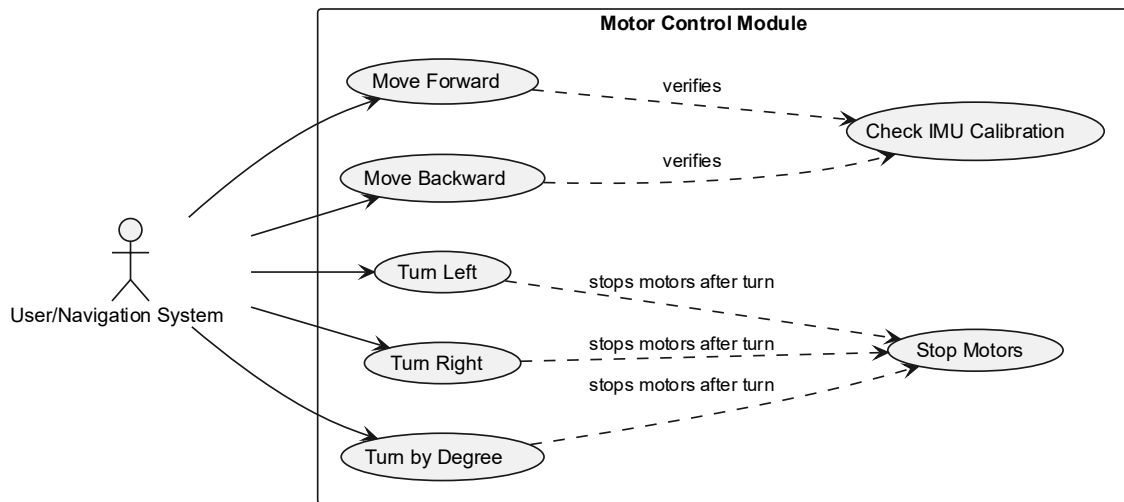 Motor Control Module
Move Forward
verifies
Check IMU Calibration
Move Backward
verifies
User/Navigation System
Turn Left
stops motors after turn
Turn Right
stops motors after turn
Stop Motors
Turn by Degree
stops motors after turn